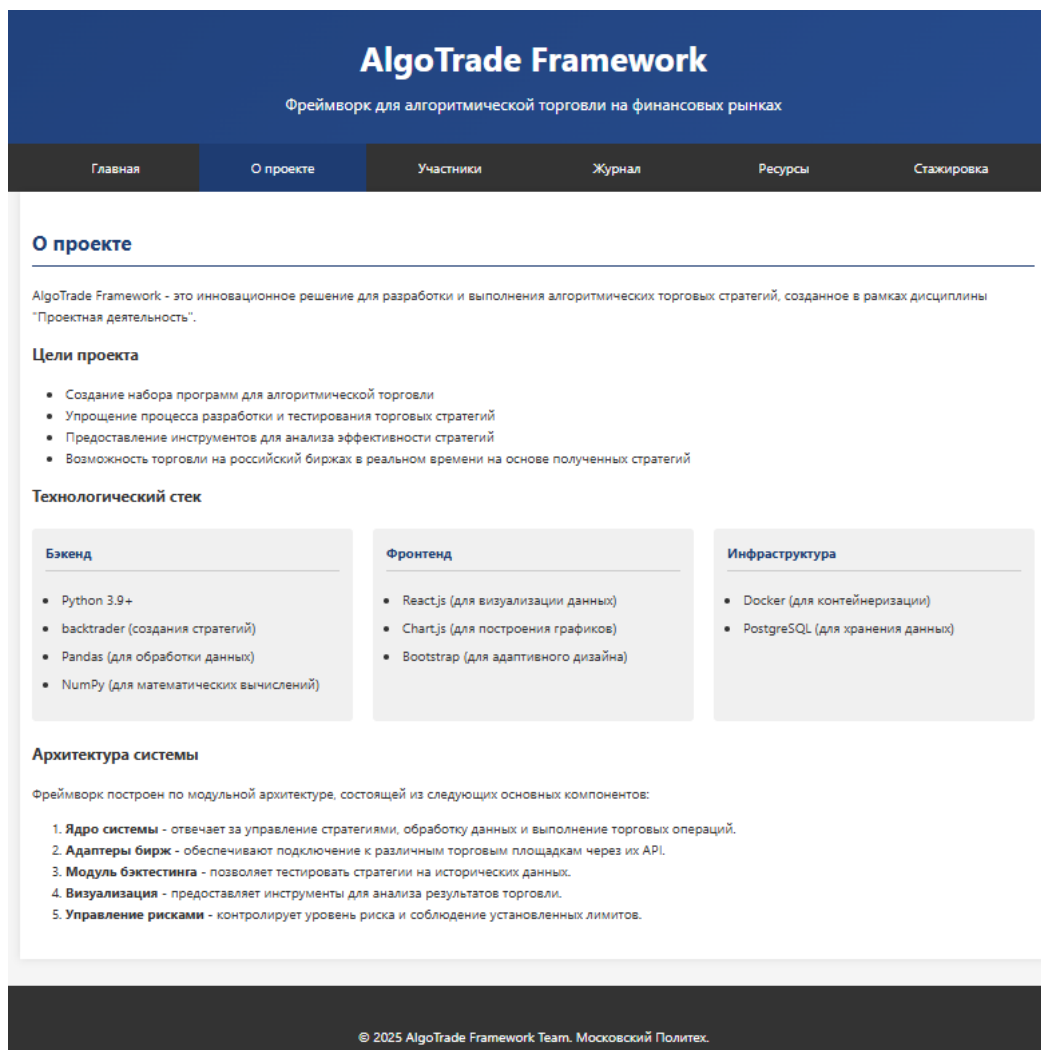 AlgoTrade Framework
Фреймворк для алгоритмической торговли на финансовых рынках
Главная О проекте Участники Журнал Ресурсы Стажировка
О проекте
AlgoTrade Framework - это инновационное решение для разработки и выполнения алгоритмических торговых стратегий, созданное в рамках дисциплины
"Проектная деятельность".
Цели проекта
• Создание набора программ для алгоритмической торговли
• Упрощение процесса разработки и тестирования торговых стратегий
• Предоставление инструментов для анализа эффективности стратегий
• Возможность торговли на российский биржах в реальном времени на основе полученных стратегий
Технологический стек
Бэкенд
• Python 3.9+
• backtrader (создания стратегий)
• Pandas (для обработки данных)
• NumPy (для математических вычислений)
Фронтенд
• React.js (для визуализации данных)
• Chart.js (для построения графиков)
• Bootstrap (для адаптивного дизайна)
Инфраструктура
• Docker (для контейнеризации)
• PostgreSQL (для хранения данных)
Архитектура системы
Фреймворк построен по модульной архитектуре, состоящей из следующих основных компонентов:
1. Ядро системы - отвечает за управление стратегиями, обработку данных и выполнение торговых операций.
2. Адаптеры бирж - обеспечивают подключение к различным торговым площадкам через их API.
3. Модуль бэктестинга - позволяет тестировать стратегии на исторических данных.
4. Визуализация - предоставляет инструменты для анализа результатов торговли.
5. Управление рисками - контролирует уровень риска и соблюдение установленных лимитов.
© 2025 AlgoTrade Framework Team. Московский Политех.